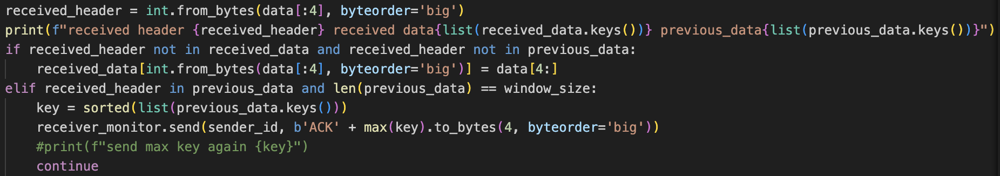 received_header = int.from_bytes(data[:4], byteorder='big')
print(f"received header {received_header} received data{list(received_data.keys())} previous_data{list(previous_data.keys())}")
if received_header not in received_data and received_header not in previous_data:
    received_data[int.from_bytes(data[:4], byteorder='big')] = data[4:]
elif received_header in previous_data and len(previous_data) == window_size:
    key = sorted(list(previous_data.keys()))
    receiver_monitor.send(sender_id, b'ACK' + max(key).to_bytes(4, byteorder='big'))
    #print(f"send max key again {key}")
    continue